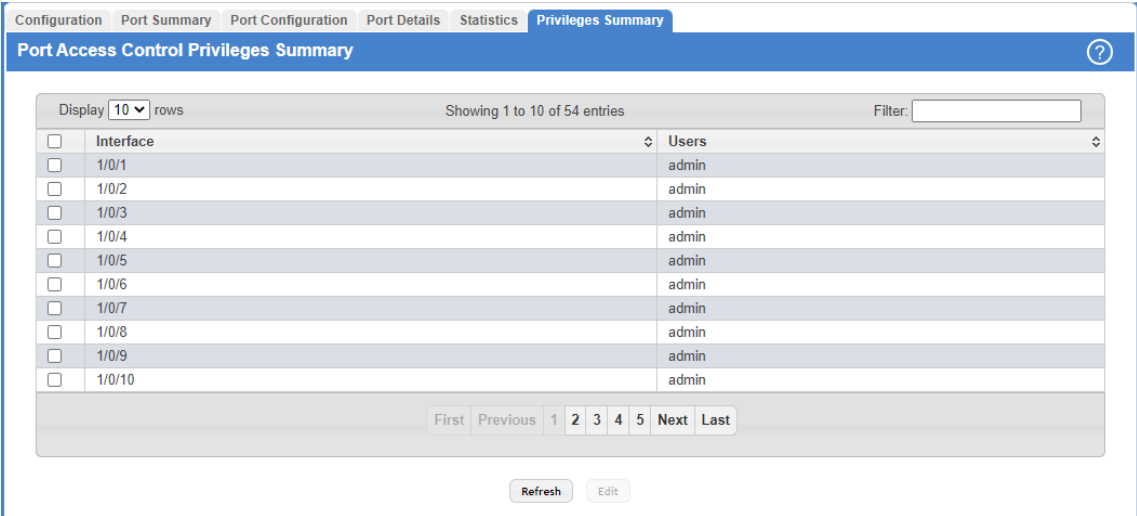 Configuration Port Summary Port Configuration Port Details Statistics Privileges Summary
Port Access Control Privileges Summary ?
Display 10 rows Showing 1 to 10 of 54 entries Filter:
Interface Users
1/0/1 admin
1/0/2 admin
1/0/3 admin
1/0/4 admin
1/0/5 admin
1/0/6 admin
1/0/7 admin
1/0/8 admin
1/0/9 admin
1/0/10 admin
First Previous 1 2 3 4 5 Next Last
Refresh Edit